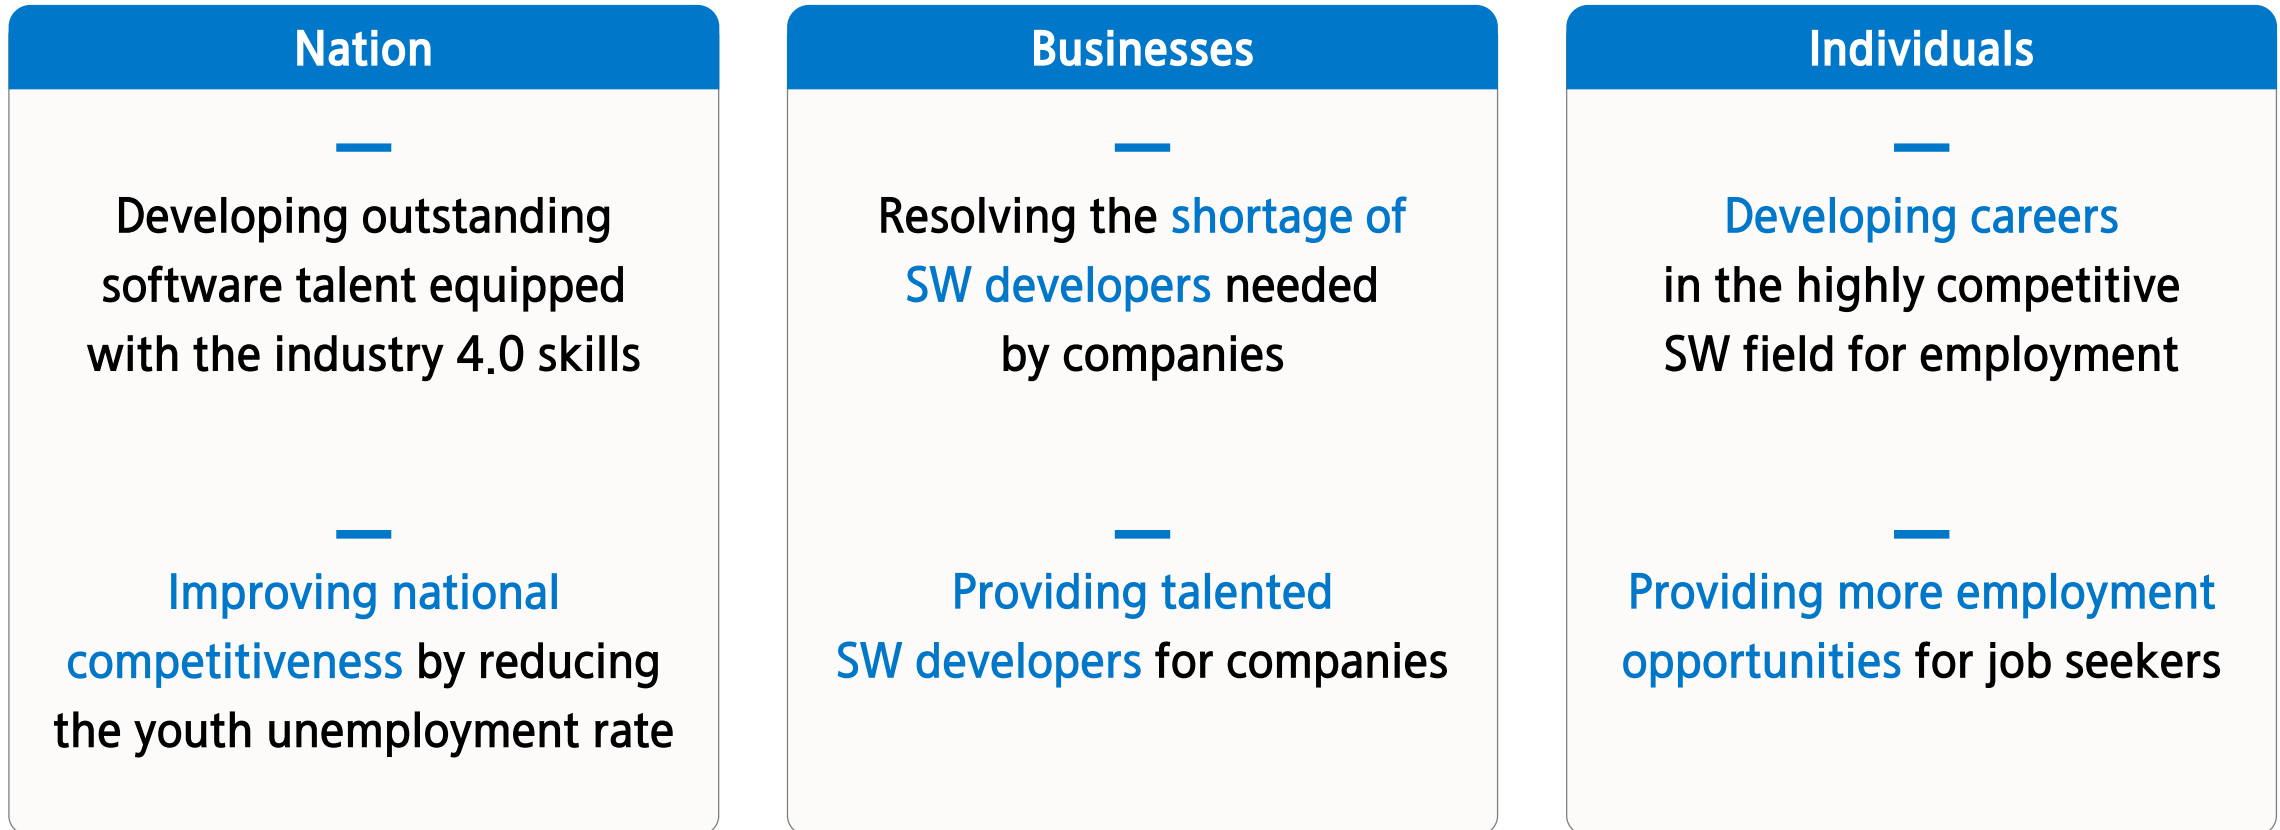 Nation
Developing outstanding
software talent equipped
with the industry 4.0 skills
Improving national
competitiveness by reducing
the youth unemployment rate
Businesses
Resolving the shortage of
SW developers needed
by companies
Providing talented
SW developers for companies
Individuals
Developing careers
in the highly competitive
SW field for employment
Providing more employment
opportunities for job seekers